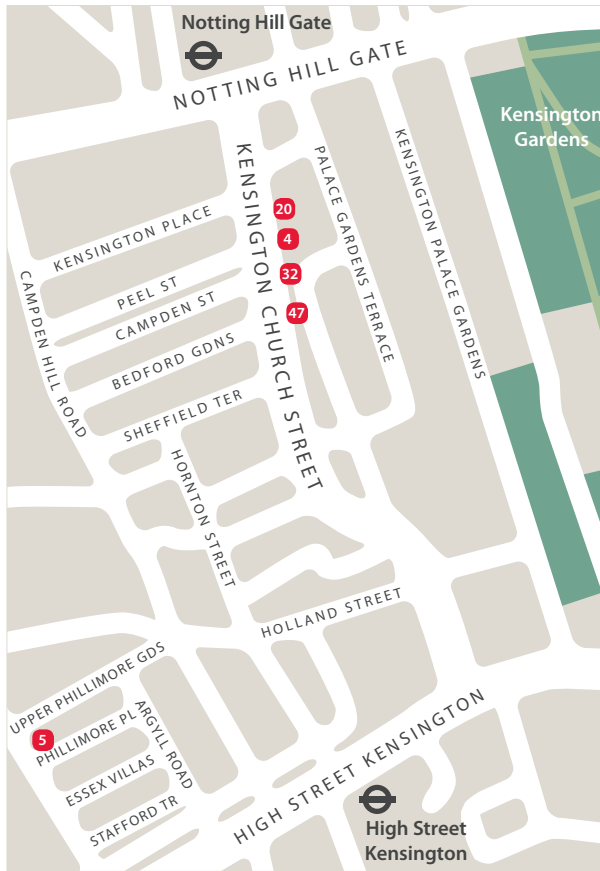 Notting Hill Gate
NOTTING HILL GATE
Kensington
Gardens
KENSINGTON CHURCH STREET
PALACE GARDENS TERRACE
KENSINGTON PALACE GARDENS
20
4
32
47
KENSINGTON PLACE
PEEL ST
CAMPDEN ST
BEDFORD GDNS
SHEFFIELD TER
CAMPDEN HILL ROAD
HORNTON STREET
HOLLAND STREET
UPPER PHILLIMORE GDS
5
PHILLIMORE PL
ARGYLL ROAD
ESSEX VILLAS
STAFFORD TR
HIGH STREET KENSINGTON
High Street
Kensington